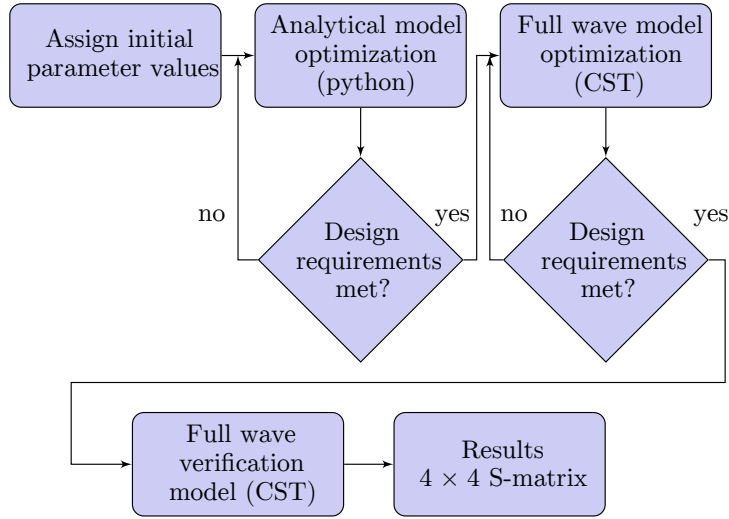 Assign initial
parameter values
Analytical model
optimization
(python)
Full wave model
optimization
(CST)
no
yes
no
yes
Design
requirements
met?
Design
requirements
met?
Full wave
verification
model (CST)
Results
4 × 4 S-matrix